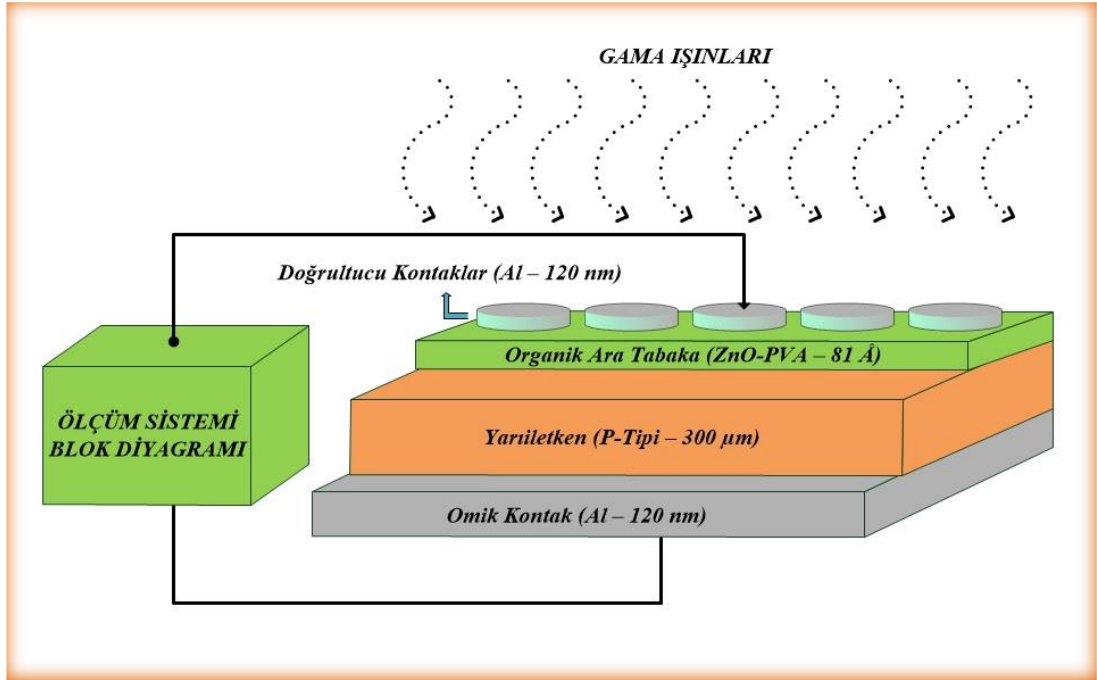 GAMA IŞINLARI
Doğrultucu Kontaklar (Al – 120 nm)
Organik Ara Tabaka (ZnO-PVA – 81 Å)
ÖLÇÜM SİSTEMİ
BLOK DİYAGRAMI
Yarıiletken (P-Tipi – 300 µm)
Omik Kontak (Al – 120 nm)